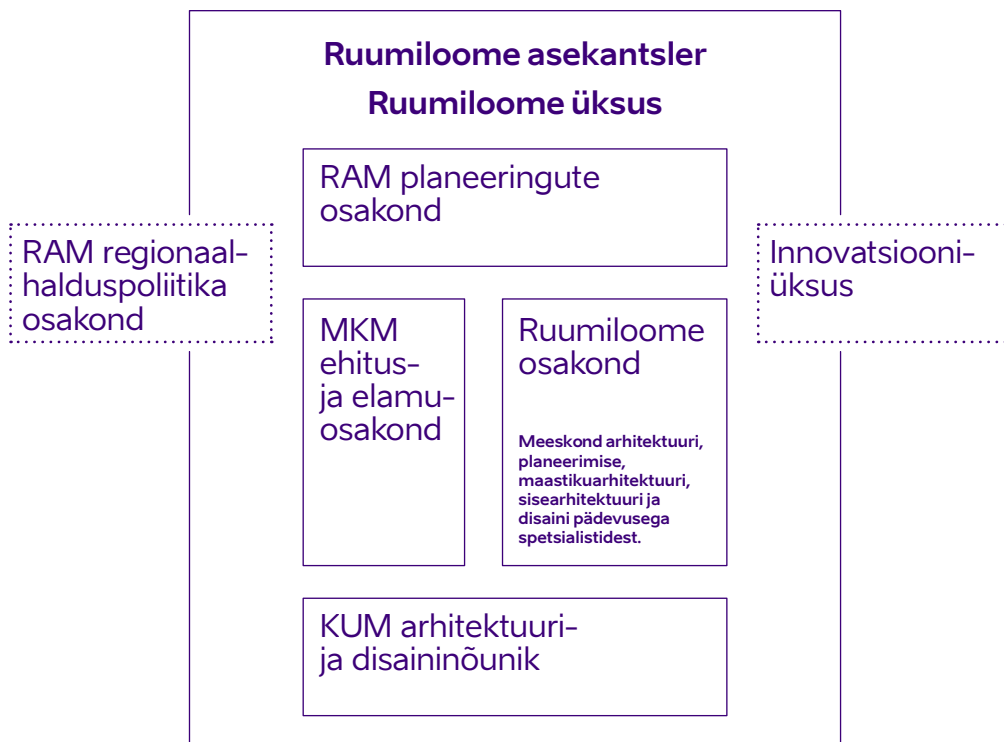 Ruumiloome asekantsler
Ruumiloome üksus
RAM planeeringute
osakond
RAM regionaal-
halduspoliitika
osakond
Innovatsiooni-
üksus
MKM
ehitus-
ja elamu-
osakond
Ruumiloome
osakond
Meeskond arhitektuuri,
planeerimise,
maastikuarhitektuuri,
sisearhitektuuri ja
disaini pädevusega
spetsialistidest.
KUM arhitektuuri-
ja disaininõunik